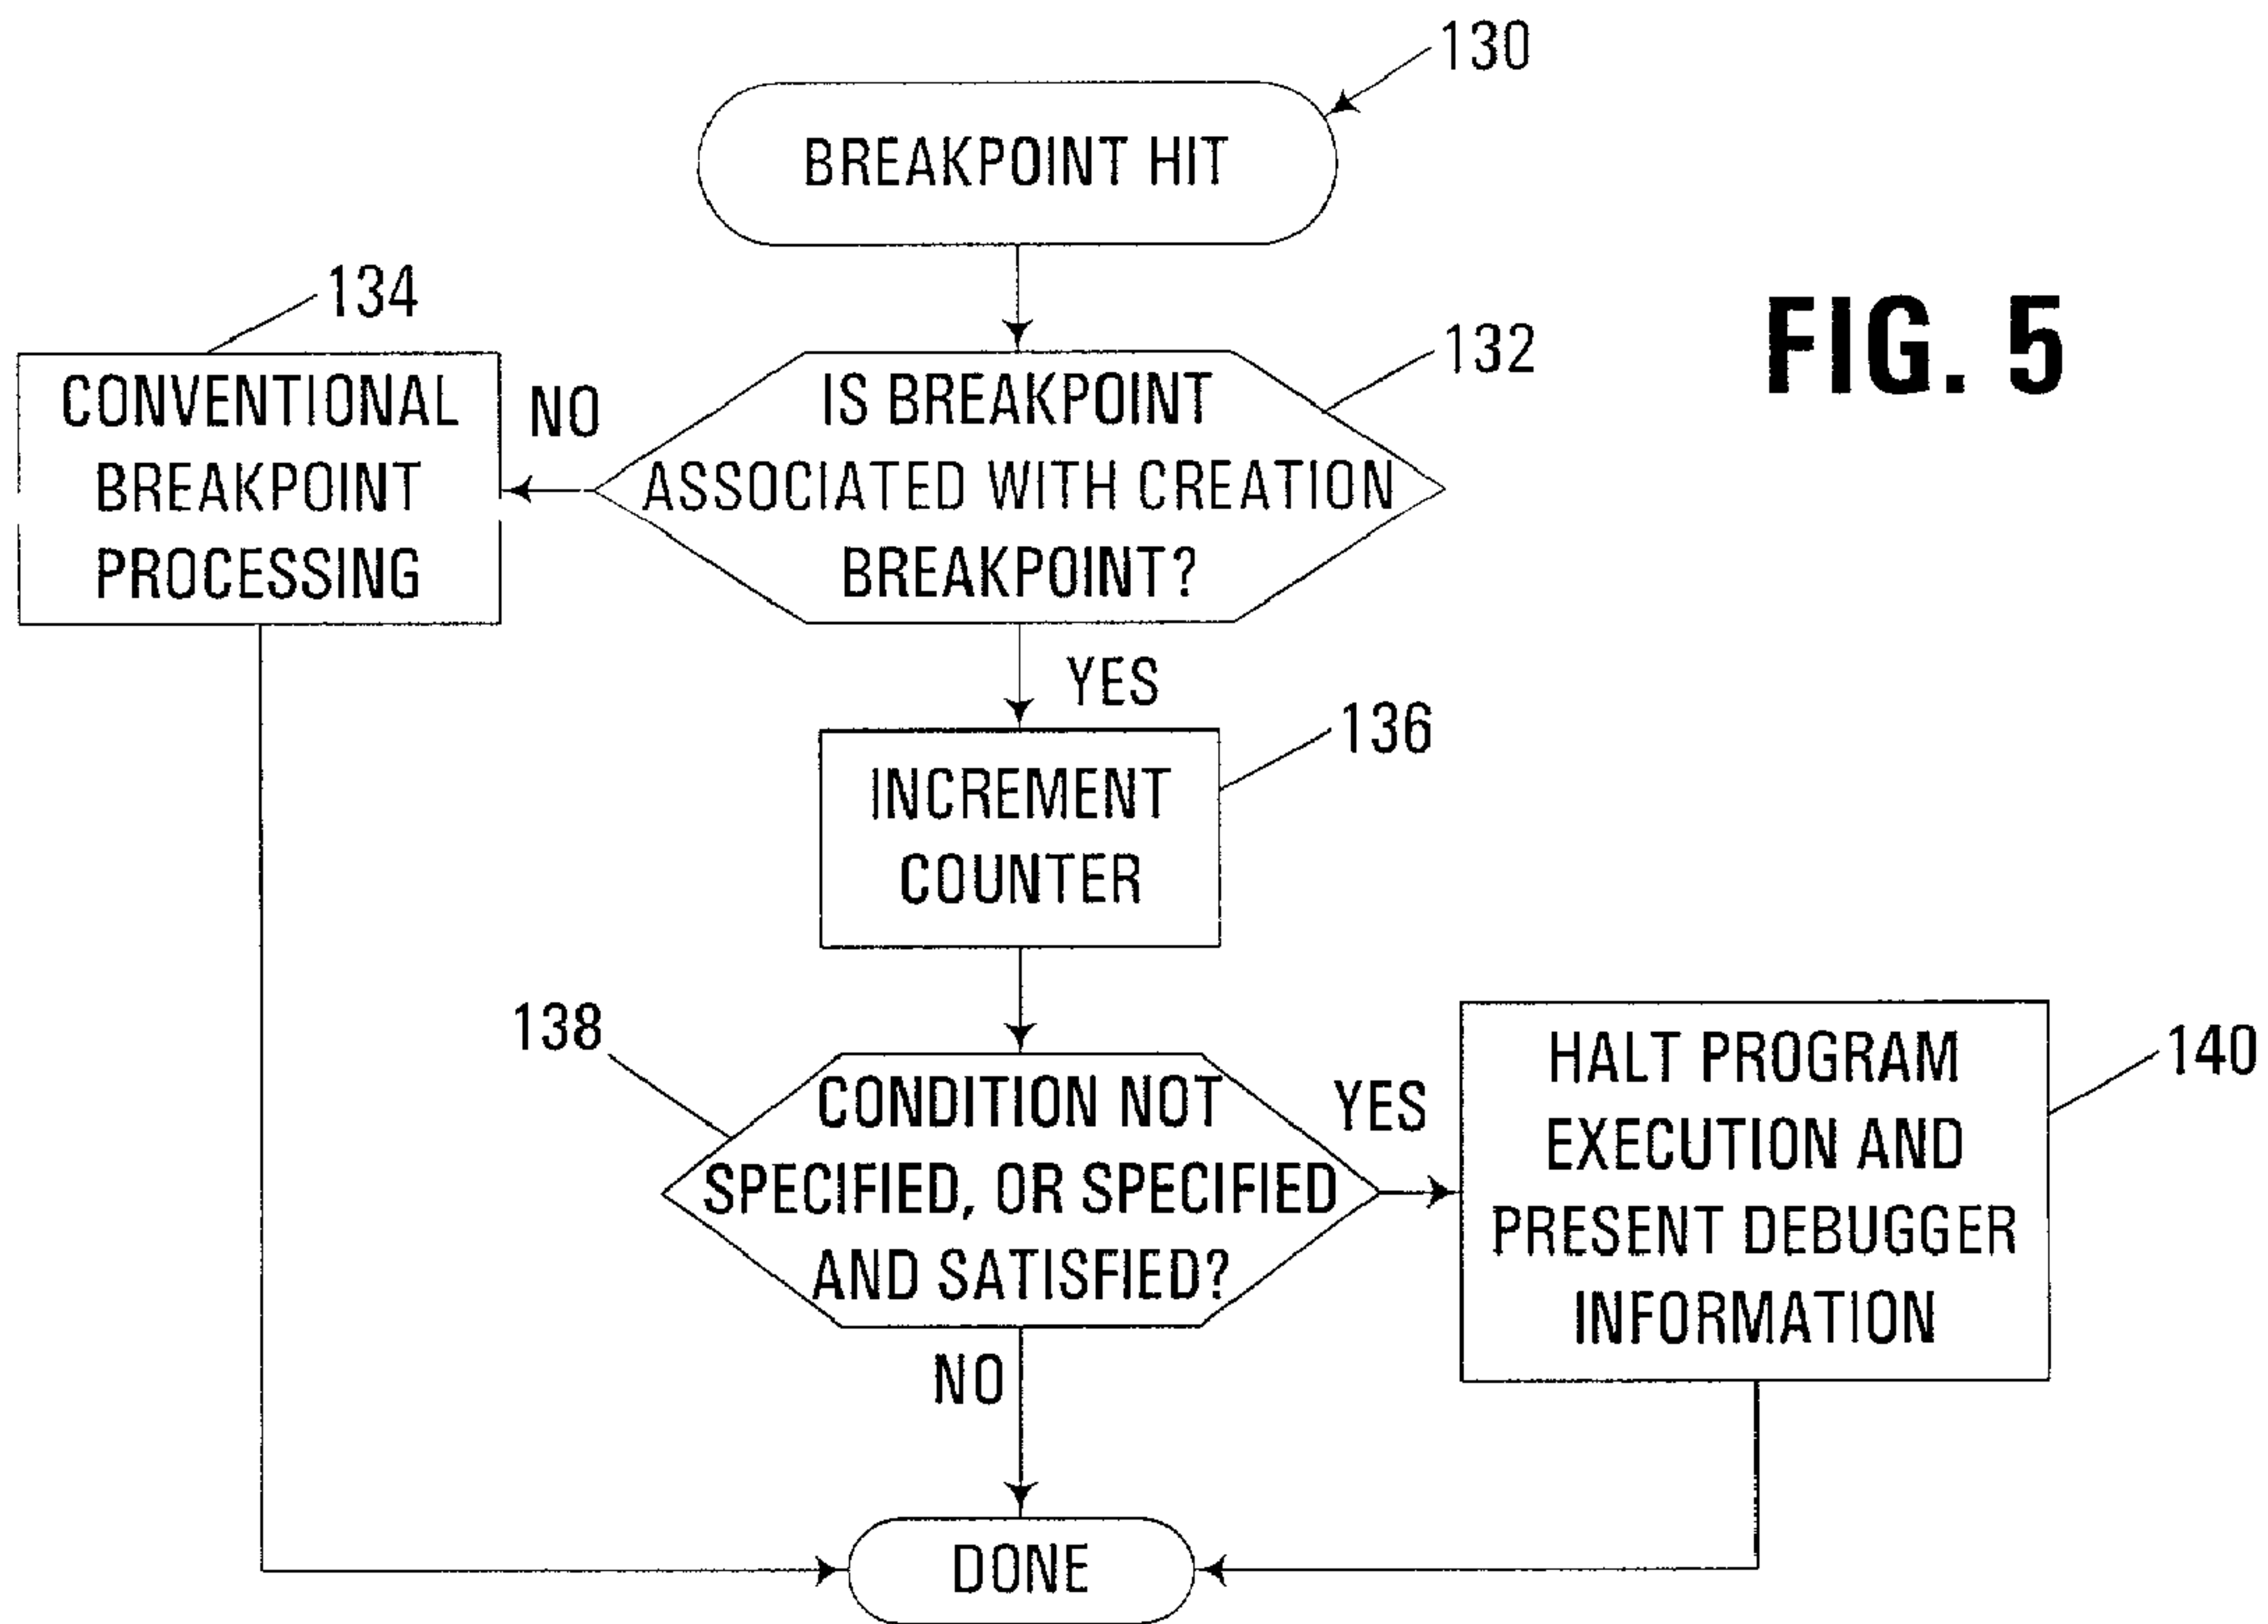 130
BREAKPOINT HIT
FIG. 5
134
132
CONVENTIONAL
BREAKPOINT
PROCESSING
NO
IS BREAKPOINT
ASSOCIATED WITH CREATION
BREAKPOINT?
YES
136
INCREMENT
COUNTER
138
CONDITION NOT
SPECIFIED, OR SPECIFIED
AND SATISFIED?
YES
140
HALT PROGRAM
EXECUTION AND
PRESENT DEBUGGER
INFORMATION
NO
DONE